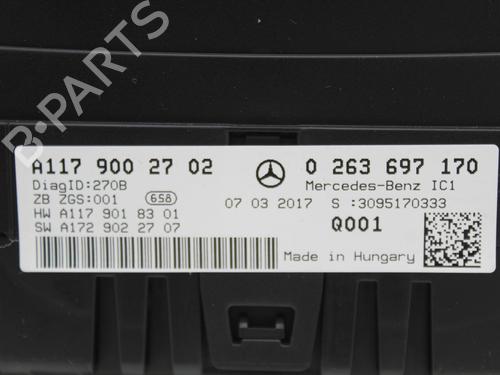 B-PARTS
A117 900 27 02
0 263 697 170
DiagID:270B
Mercedes-Benz IC1
ZB ZGS:001
658
07 03 2017
S :3095170333
HW A117 901 83 01
SW A172 902 27 07
Q001
Made in Hungary